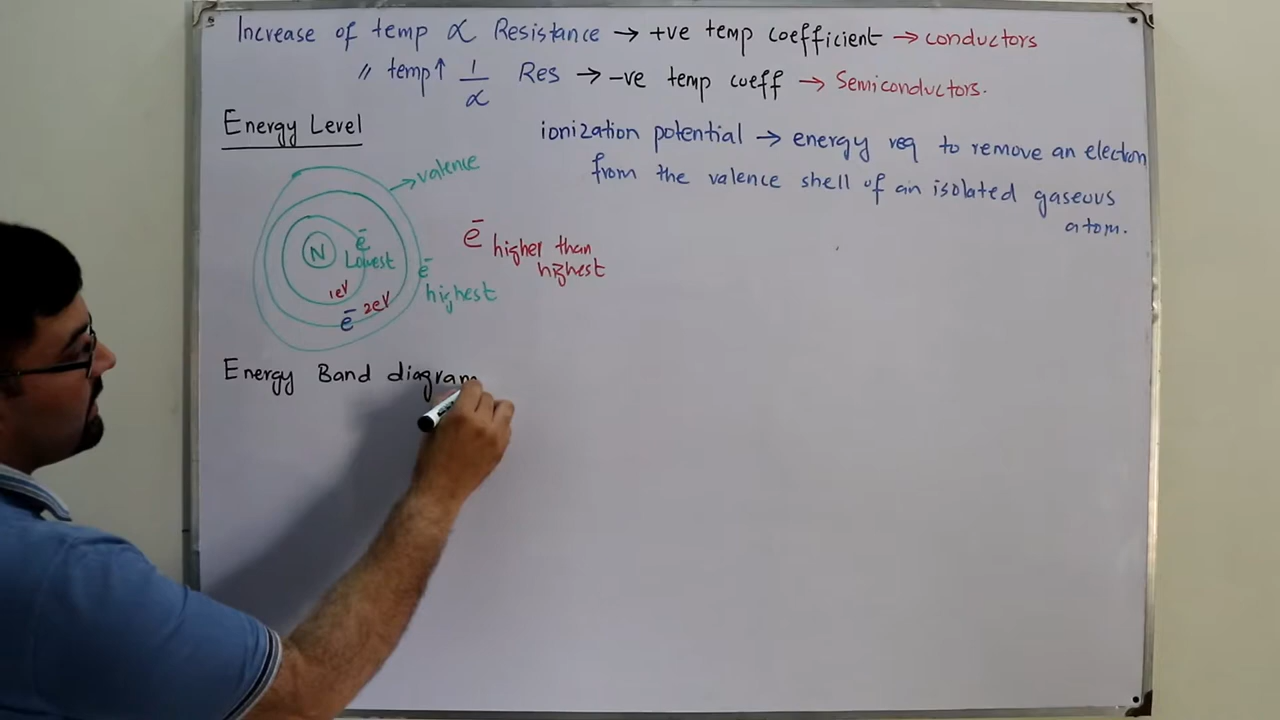 Increase of temp ∝ Resistance → +ve temp coefficient → conductors
〃 temp↑ 1/∝ Res → -ve temp coeff → Semiconductors.
Energy Level
ionization potential → energy req to remove an electron
from the valence shell of an isolated gaseous
atom.
→ valence
N
e̅
Lowest
e̅
highest
1eV
2eV
e̅
e̅ higher than
highest
Energy Band diagram